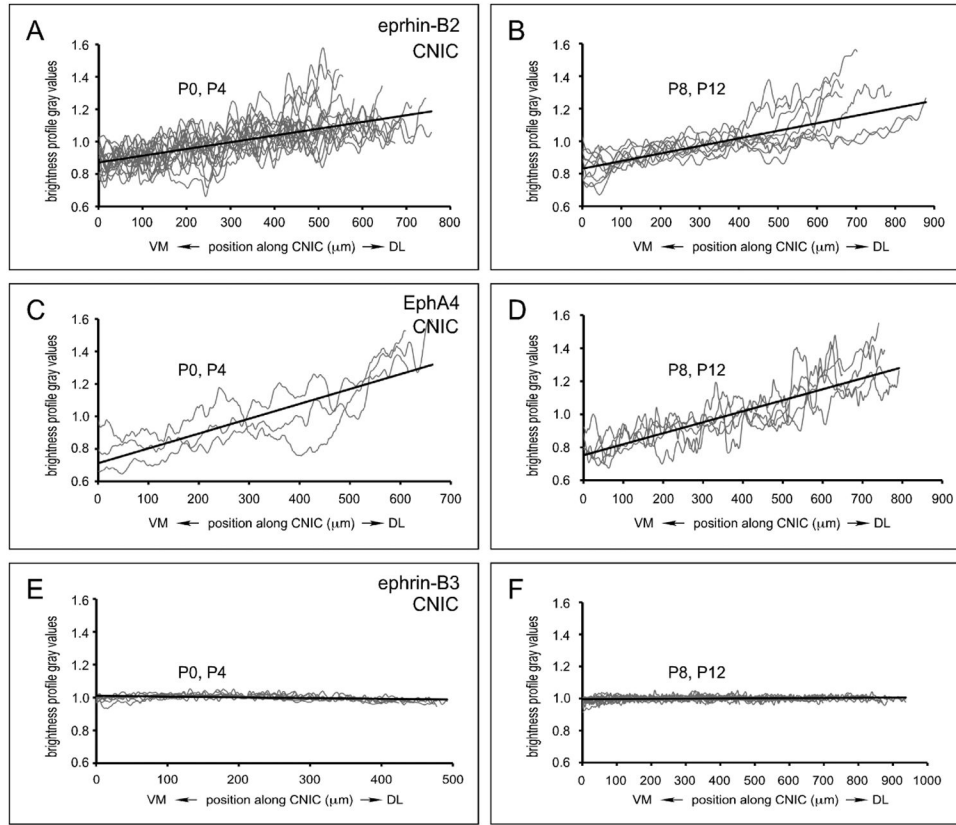 A
eprhin-B2
CNIC
P0, P4
brightness profile gray values
1.6
1.4
1.2
1.0
0.8
0.6
0 100 200 300 400 500 600 700 800
VM position along CNIC (μm) DL
B
P8, P12
brightness profile gray values
1.6
1.4
1.2
1.0
0.8
0.6
0 100 200 300 400 500 600 700 800 900
VM position along CNIC (μm) DL
C
EphA4
CNIC
P0, P4
brightness profile gray values
1.6
1.4
1.2
1.0
0.8
0.6
0 100 200 300 400 500 600 700
VM position along CNIC (μm) DL
D
P8, P12
brightness profile gray values
1.6
1.4
1.2
1.0
0.8
0.6
0 100 200 300 400 500 600 700 800 900
VM position along CNIC (μm) DL
E
ephrin-B3
CNIC
P0, P4
brightness profile gray values
1.6
1.4
1.2
1.0
0.8
0.6
0 100 200 300 400 500
VM position along CNIC (μm) DL
F
P8, P12
brightness profile gray values
1.6
1.4
1.2
1.0
0.8
0.6
0 100 200 300 400 500 600 700 800 900 1000
VM position along CNIC (μm) DL